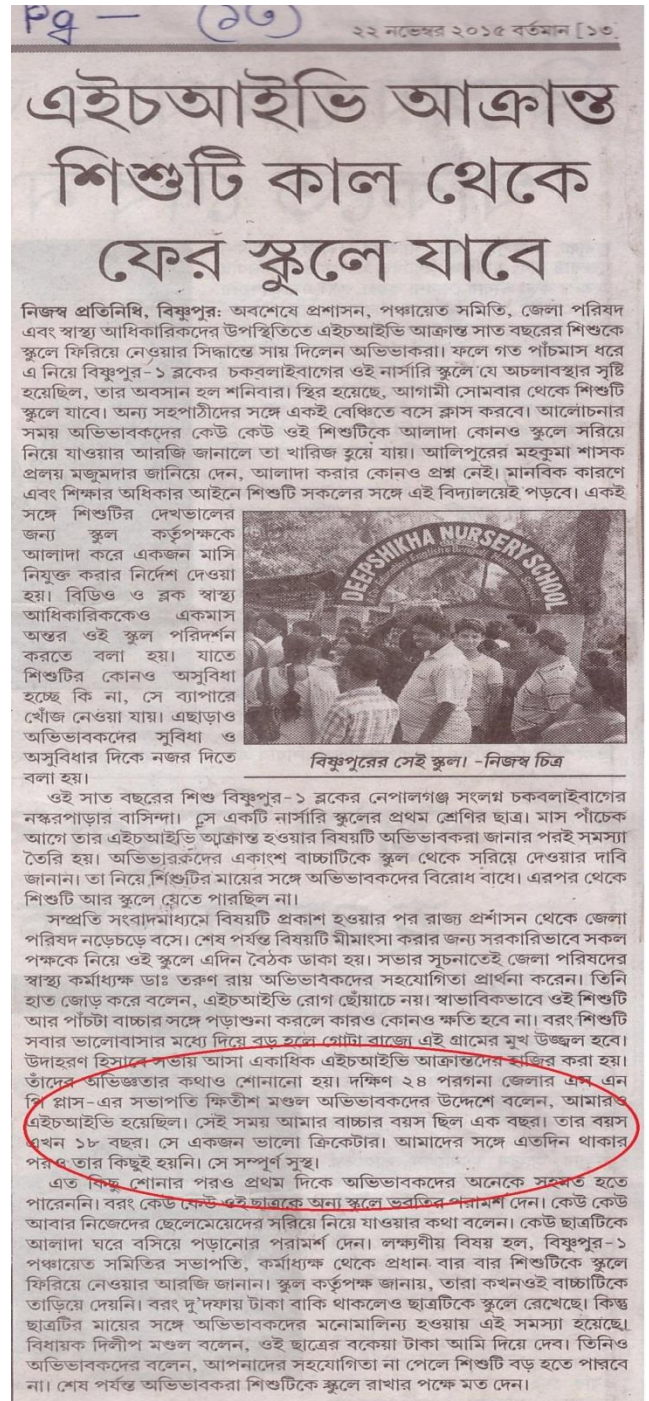 Pg — (১৩)
২২ নভেম্বর ২০১৫ বর্তমান [১৩]
এইচআইভি আক্রান্ত
শিশুটি কাল থেকে
ফের স্কুলে যাবে
নিজস্ব প্রতিনিধি, বিষ্ণুপুর: অবশেষে প্রশাসন, পঞ্চায়েত সমিতি, জেলা পরিষদ
এবং স্বাস্থ্য আধিকারিকদের উপস্থিতিতে এইচআইভি আক্রান্ত সাত বছরের শিশুকে
স্কুলে ফিরিয়ে নেওয়ার সিদ্ধান্তে সায় দিলেন অভিভাবকরা। ফলে গত পাঁচমাস ধরে
এ নিয়ে বিষ্ণুপুর-১ ব্লকের চকবলাইবাগের ওই নার্সারি স্কুলে যে অচলাবস্থার সৃষ্টি
হয়েছিল, তার অবসান হল শনিবার। স্থির হয়েছে, আগামী সোমবার থেকে শিশুটি
স্কুলে যাবে। অন্য সহপাঠীদের সঙ্গে একই বেঞ্চিতে বসে ক্লাস করবে। আলোচনার
সময় অভিভাবকদের কেউ কেউ ওই শিশুটিকে আলাদা কোনও স্কুলে সরিয়ে
নিয়ে যাওয়ার আরজি জানালে তা খারিজ হয়ে যায়। আলিপুরের মহকুমা শাসক
প্রলয় মজুমদার জানিয়ে দেন, আলাদা করার কোনও প্রশ্ন নেই। মানবিক কারণে
এবং শিক্ষার অধিকার আইনে শিশুটি সকলের সঙ্গে এই বিদ্যালয়েই পড়বে। একই
সঙ্গে শিশুটির দেখভালের
জন্য স্কুল কর্তৃপক্ষকে
আলাদা করে একজন মাসি
নিযুক্ত করার নির্দেশ দেওয়া
হয়। বিডিও ও ব্লক স্বাস্থ্য
আধিকারিককেও একমাস
অন্তর ওই স্কুল পরিদর্শন
করতে বলা হয়। যাতে
শিশুটির কোনও অসুবিধা
হচ্ছে কি না, সে ব্যাপারে
খোঁজ নেওয়া যায়। এছাড়াও
অভিভাবকদের সুবিধা ও
অসুবিধার দিকে নজর দিতে
বলা হয়।
DEEPSHIKHA NURSERY SCHOOL
বিষ্ণুপুরের সেই স্কুল। -নিজস্ব চিত্র
ওই সাত বছরের শিশু বিষ্ণুপুর-১ ব্লকের নেপালগঞ্জ সংলগ্ন চকবলাইবাগের
নস্করপাড়ার বাসিন্দা। সে একটি নার্সারি স্কুলের প্রথম শ্রেণির ছাত্র। মাস পাঁচেক
আগে তার এইচআইভি আক্রান্ত হওয়ার বিষয়টি অভিভাবকরা জানার পরই সমস্যা
তৈরি হয়। অভিভাবকদের একাংশ বাচ্চাটিকে স্কুল থেকে সরিয়ে দেওয়ার দাবি
জানান। তা নিয়ে শিশুটির মায়ের সঙ্গে অভিভাবকদের বিরোধ বাধে। এরপর থেকে
শিশুটি আর স্কুলে যেতে পারছিল না।
সম্প্রতি সংবাদমাধ্যমে বিষয়টি প্রকাশ হওয়ার পর রাজ্য প্রশাসন থেকে জেলা
পরিষদ নড়েচড়ে বসে। শেষ পর্যন্ত বিষয়টি মীমাংসা করার জন্য সরকারিভাবে সকল
পক্ষকে নিয়ে ওই স্কুলে এদিন বৈঠক ডাকা হয়। সভার সূচনাতেই জেলা পরিষদের
স্বাস্থ্য কর্মাধ্যক্ষ ডাঃ তরুণ রায় অভিভাবকদের সহযোগিতা প্রার্থনা করেন। তিনি
হাত জোড় করে বলেন, এইচআইভি রোগ ছোঁয়াচে নয়। স্বাভাবিকভাবে ওই শিশুটি
আর পাঁচটা বাচ্চার সঙ্গে পড়াশুনা করলে কারও কোনও ক্ষতি হবে না। বরং শিশুটি
সবার ভালোবাসার মধ্যে দিয়ে বড় হলে গোটা রাজ্যে এই গ্রামের মুখ উজ্জ্বল হবে।
উদাহরণ হিসাবে সভায় আসা একাধিক এইচআইভি আক্রান্তদের হাজির করা হয়।
তাঁদের অভিজ্ঞতার কথাও শোনানো হয়। দক্ষিণ ২৪ পরগনা জেলার এস এন
পি প্লাস-এর সভাপতি ক্ষিতীশ মণ্ডল অভিভাবকদের উদ্দেশে বলেন, আমারও
এইচআইভি হয়েছিল। সেই সময় আমার বাচ্চার বয়স ছিল এক বছর। তার বয়স
এখন ১৮ বছর। সে একজন ভালো ক্রিকেটার। আমাদের সঙ্গে এতদিন থাকার
পরও তার কিছুই হয়নি। সে সম্পূর্ণ সুস্থ।
এত কিছু শোনার পরও প্রথম দিকে অভিভাবকদের অনেকে সহমত হতে
পারেননি। বরং কেউ কেউ ওই ছাত্রকে অন্য স্কুলে ভরতির পরামর্শ দেন। কেউ কেউ
আবার নিজেদের ছেলেমেয়েদের সরিয়ে নিয়ে যাওয়ার কথা বলেন। কেউ ছাত্রটিকে
আলাদা ঘরে বসিয়ে পড়ানোর পরামর্শ দেন। লক্ষ্যণীয় বিষয় হল, বিষ্ণুপুর-১
পঞ্চায়েত সমিতির সভাপতি, কর্মাধ্যক্ষ থেকে প্রধান বার বার শিশুটিকে স্কুলে
ফিরিয়ে নেওয়ার আরজি জানান। স্কুল কর্তৃপক্ষ জানায়, তারা কখনওই বাচ্চাটিকে
তাড়িয়ে দেয়নি। বরং দু'দফায় টাকা বাকি থাকলেও ছাত্রটিকে স্কুলে রেখেছে। কিন্তু
ছাত্রটির মায়ের সঙ্গে অভিভাবকদের মনোমালিন্য হওয়ায় এই সমস্যা হয়েছে।
বিধায়ক দিলীপ মণ্ডল বলেন, ওই ছাত্রের বকেয়া টাকা আমি দিয়ে দেব। তিনিও
অভিভাবকদের বলেন, আপনাদের সহযোগিতা না পেলে শিশুটি বড় হতে পারবে
না। শেষ পর্যন্ত অভিভাবকরা শিশুটিকে স্কুলে রাখার পক্ষে মত দেন।